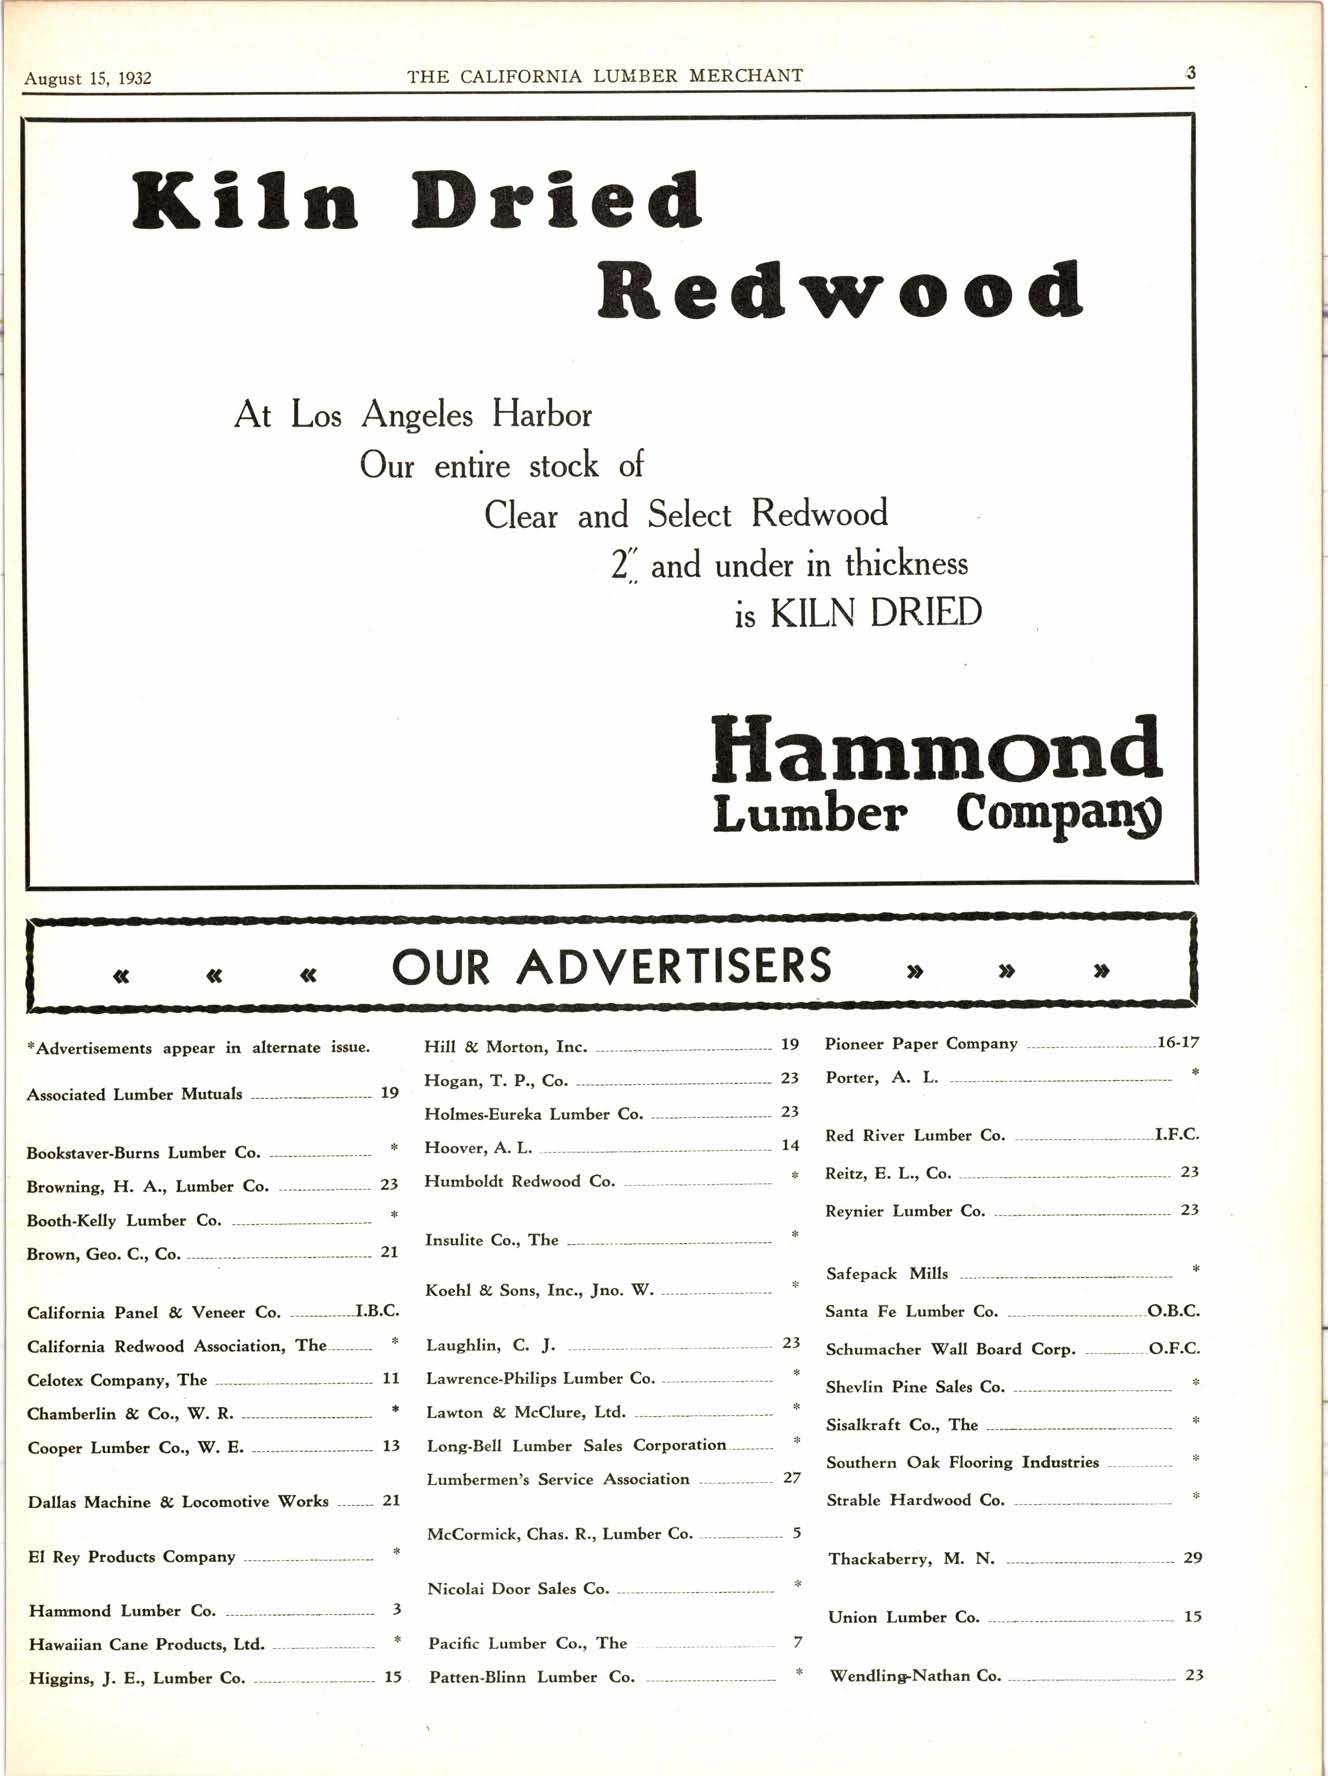 August 15, 1932 THE CALIFORNIA LUMBER MERCHANT 3
Kiln Dried
Redwood
At Los Angeles Harbor
Our entire stock of
Clear and Select Redwood
2" and under in thickness
is KILN DRIED
Hammond
Lumber Company
« « « OUR ADVERTISERS » » »
*Advertisements appear in alternate issue.
Associated Lumber Mutuals 19
Bookstaver-Burns Lumber Co. *
Browning, H. A., Lumber Co. 23
Booth-Kelly Lumber Co. *
Brown, Geo. C., Co. 21
California Panel & Veneer Co. I.B.C.
California Redwood Association, The *
Celotex Company, The 11
Chamberlin & Co., W. R. *
Cooper Lumber Co., W. E. 13
Dallas Machine & Locomotive Works 21
El Rey Products Company *
Hammond Lumber Co. 3
Hawaiian Cane Products, Ltd. *
Higgins, J. E., Lumber Co. 15
Hill & Morton, Inc. 19
Hogan, T. P., Co. 23
Holmes-Eureka Lumber Co. 23
Hoover, A. L. 14
Humboldt Redwood Co. *
Insulite Co., The *
Koehl & Sons, Inc., Jno. W. *
Laughlin, C. J. 23
Lawrence-Philips Lumber Co. *
Lawton & McClure, Ltd. *
Long-Bell Lumber Sales Corporation *
Lumbermen's Service Association 27
McCormick, Chas. R., Lumber Co. 5
Nicolai Door Sales Co. *
Pacific Lumber Co., The 7
Patten-Blinn Lumber Co. *
Pioneer Paper Company 16-17
Porter, A. L. *
Red River Lumber Co. I.F.C.
Reitz, E. L., Co. 23
Reynier Lumber Co. 23
Safepack Mills *
Santa Fe Lumber Co. O.B.C.
Schumacher Wall Board Corp. O.F.C.
Shevlin Pine Sales Co. *
Sisalkraft Co., The *
Southern Oak Flooring Industries *
Strable Hardwood Co. *
Thackaberry, M. N. 29
Union Lumber Co. 15
Wendling-Nathan Co. 23